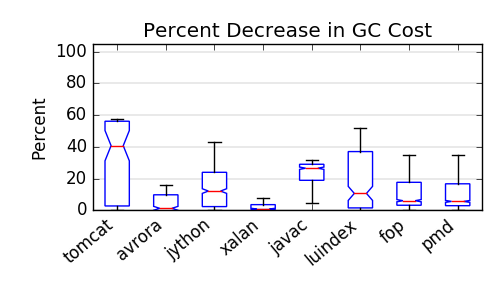 Percent Decrease in GC Cost
100
80
60
40
20
0
Percent
tomcat
avrora
jython
xalan
javac
luindex
fop
pmd